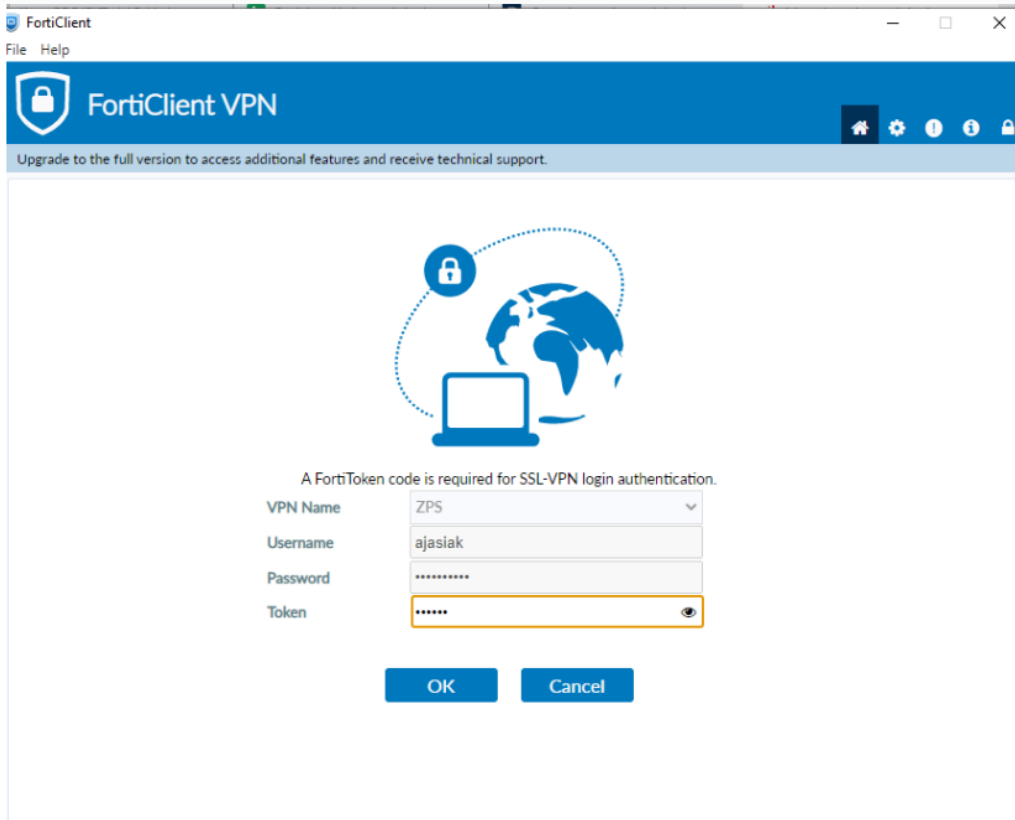 FortiClient
File Help
FortiClient VPN
Upgrade to the full version to access additional features and receive technical support.
A FortiToken code is required for SSL-VPN login authentication.
VPN Name ZPS
Username ajasiak
Password ••••••••••
Token ••••••
OK Cancel